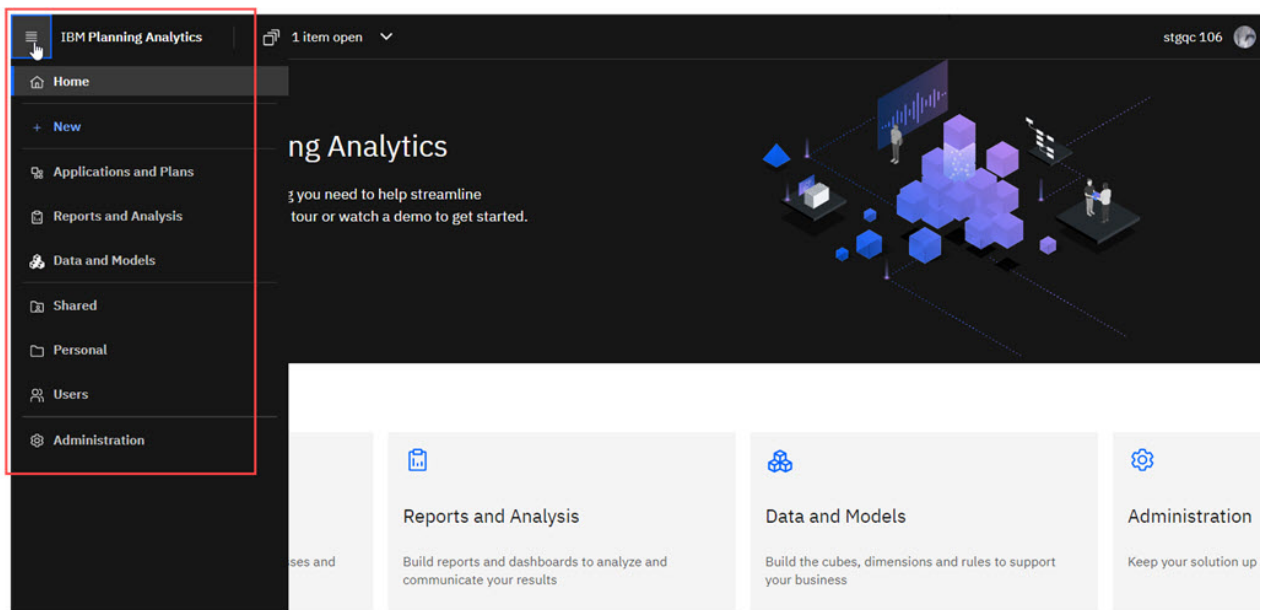 IBM Planning Analytics
1 item open
stgqc 106
Home
+ New
Applications and Plans
Reports and Analysis
Data and Models
Shared
Personal
Users
Administration
ng Analytics
you need to help streamline
tour or watch a demo to get started.
sses and
Reports and Analysis
Build reports and dashboards to analyze and
communicate your results
Data and Models
Build the cubes, dimensions and rules to support
your business
Administration
Keep your solution up